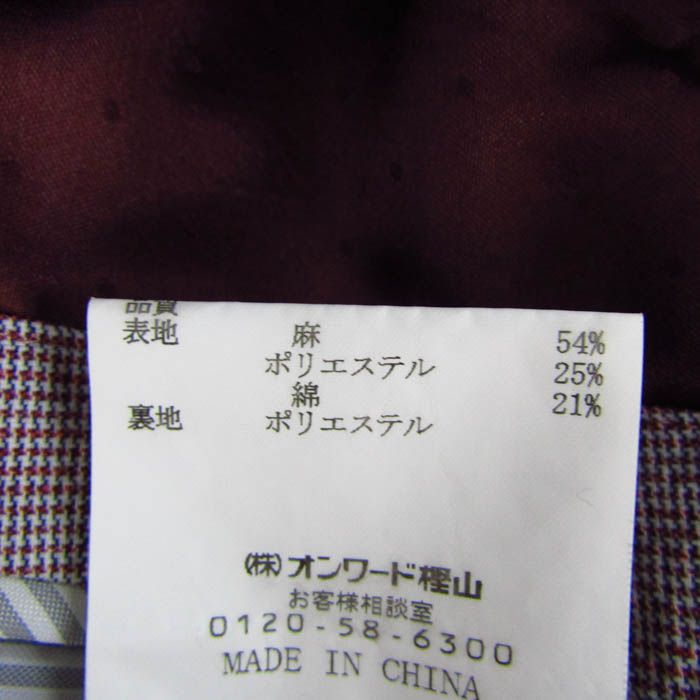 品質
表地 麻 54%
ポリエステル 25%
綿 21%
裏地 ポリエステル
(株)オンワード樫山
お客様相談室
0120-58-6300
MADE IN CHINA